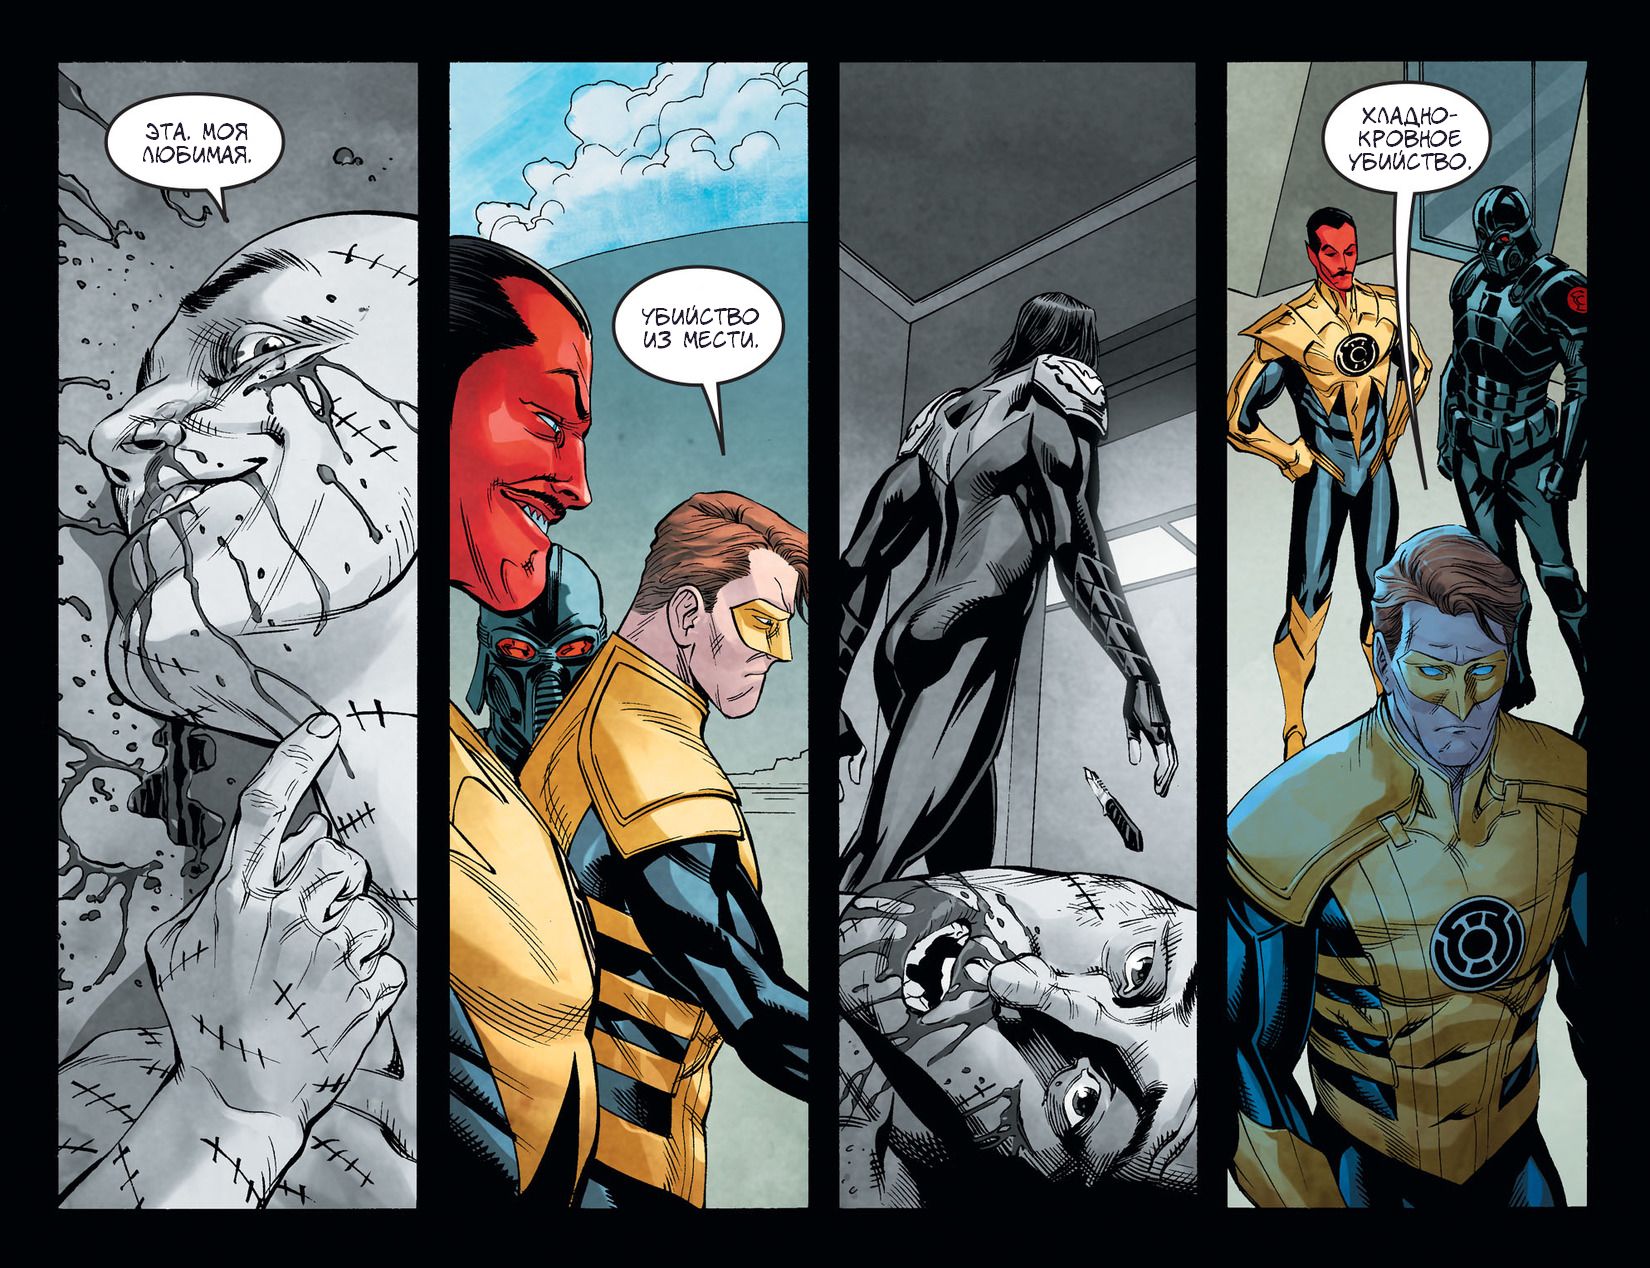 ЭТА. МОЯ
ЛЮБИМАЯ.
УБИЙСТВО
ИЗ МЕСТИ.
ХЛАДНО-
КРОВНОЕ
УБИЙСТВО.